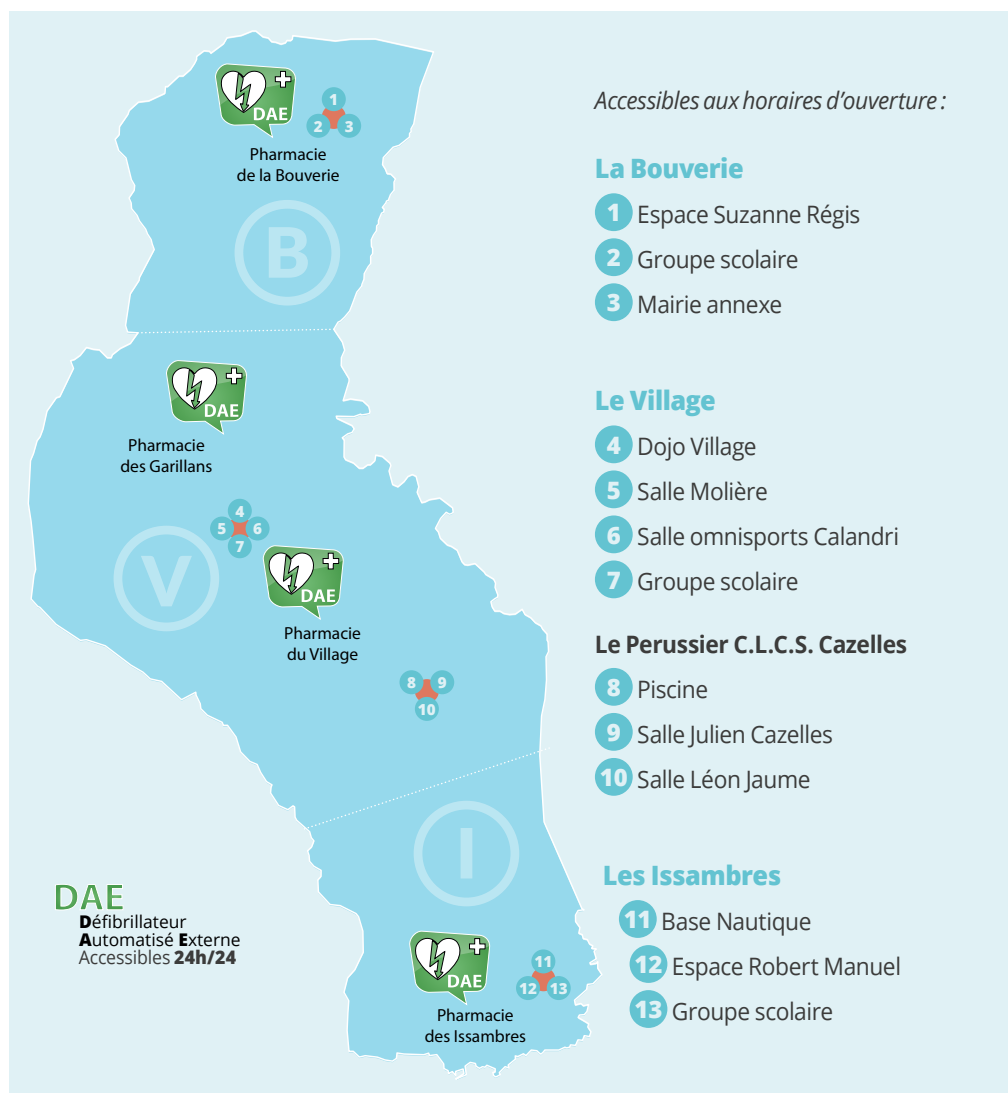 DAE
1
2
3
Pharmacie
de la Bouverie
B
DAE
Pharmacie
des Garillans
4
5
6
7
V
DAE
Pharmacie
du Village
8
9
10
I
DAE
Pharmacie
des Issambres
11
12
13
DAE
Défibrillateur
Automatisé Externe
Accessibles 24h/24
Accessibles aux horaires d'ouverture :
La Bouverie
1 Espace Suzanne Régis
2 Groupe scolaire
3 Mairie annexe
Le Village
4 Dojo Village
5 Salle Molière
6 Salle omnisports Calandri
7 Groupe scolaire
Le Perussier C.L.C.S. Cazelles
8 Piscine
9 Salle Julien Cazelles
10 Salle Léon Jaume
Les Issambres
11 Base Nautique
12 Espace Robert Manuel
13 Groupe scolaire